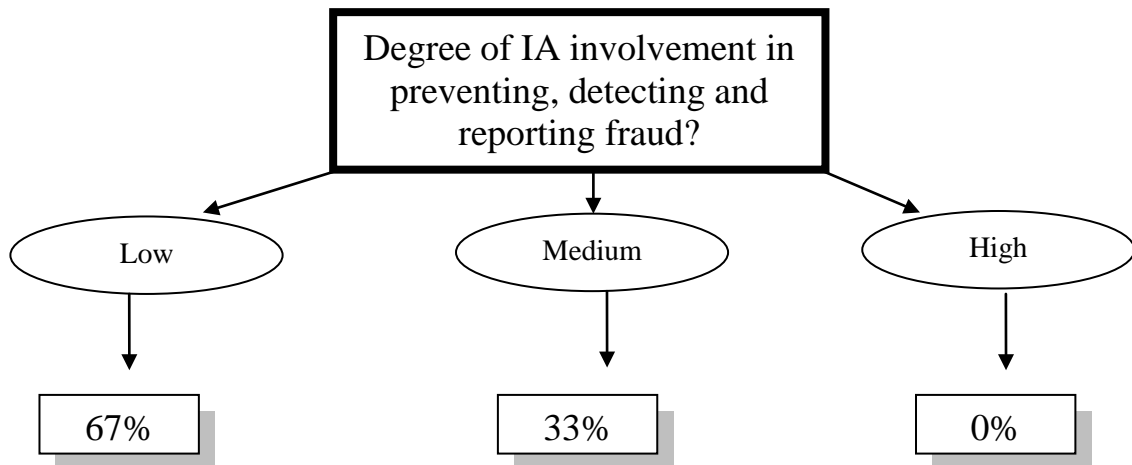 Degree of IA involvement in
preventing, detecting and
reporting fraud?
Low
Medium
High
67%
33%
0%